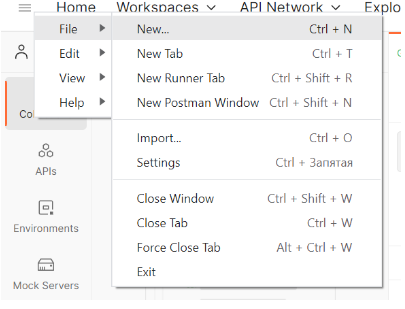 Home Workspaces API Network Explo
File New... Ctrl + N
Edit New Tab Ctrl + T
View New Runner Tab Ctrl + Shift + R
Help New Postman Window Ctrl + Shift + N
Co
Import... Ctrl + O
APIs
Settings Ctrl + Запятая
Close Window Ctrl + Shift + W
Environments
Close Tab Ctrl + W
Force Close Tab Alt + Ctrl + W
Exit
Mock Servers